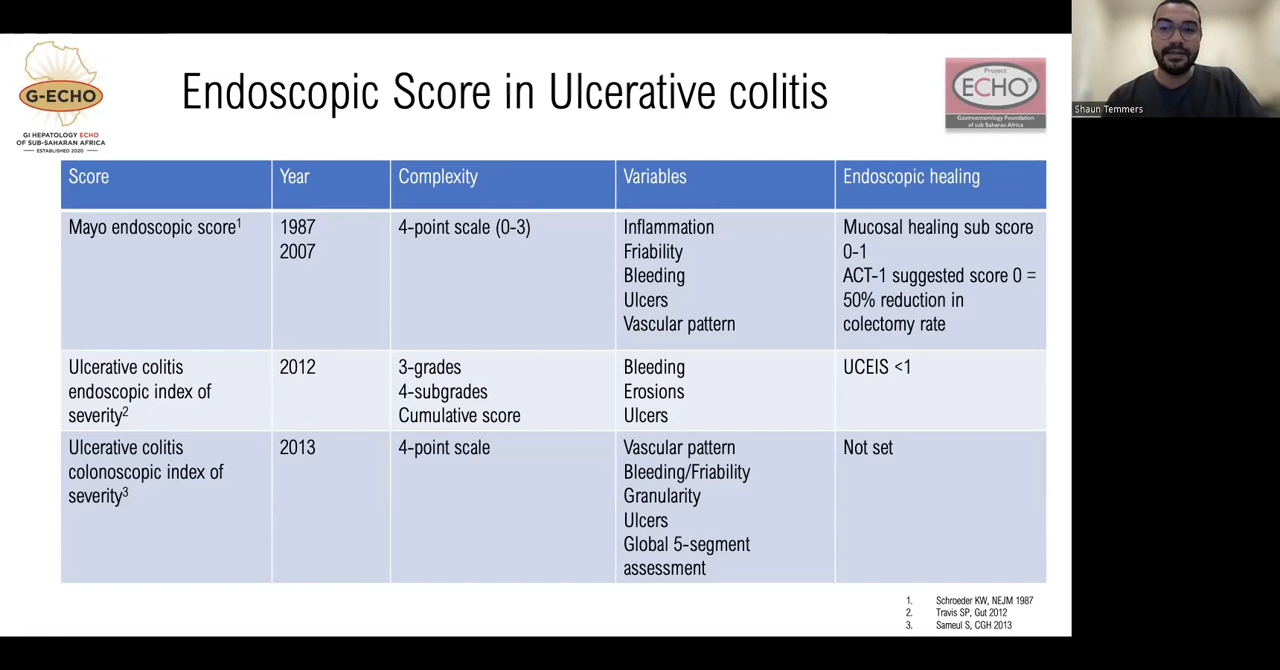 G-ECHO
GI HEPATOLOGY ECHO
OF SUB-SAHARAN AFRICA
ESTABLISHED 2020
Endoscopic Score in Ulcerative colitis
Project
ECHO®
Gastroenterology Foundation
of sub Saharan Africa
Shaun Temmers
Score
Year
Complexity
Variables
Endoscopic healing
Mayo endoscopic score1
1987
2007
4-point scale (0-3)
Inflammation
Friability
Bleeding
Ulcers
Vascular pattern
Mucosal healing sub score
0-1
ACT-1 suggested score 0 =
50% reduction in
colectomy rate
Ulcerative colitis
endoscopic index of
severity2
2012
3-grades
4-subgrades
Cumulative score
Bleeding
Erosions
Ulcers
UCEIS <1
Ulcerative colitis
colonoscopic index of
severity3
2013
4-point scale
Vascular pattern
Bleeding/Friability
Granularity
Ulcers
Global 5-segment
assessment
Not set
1. Schroeder KW, NEJM 1987
2. Travis SP, Gut 2012
3. Sameul S, CGH 2013